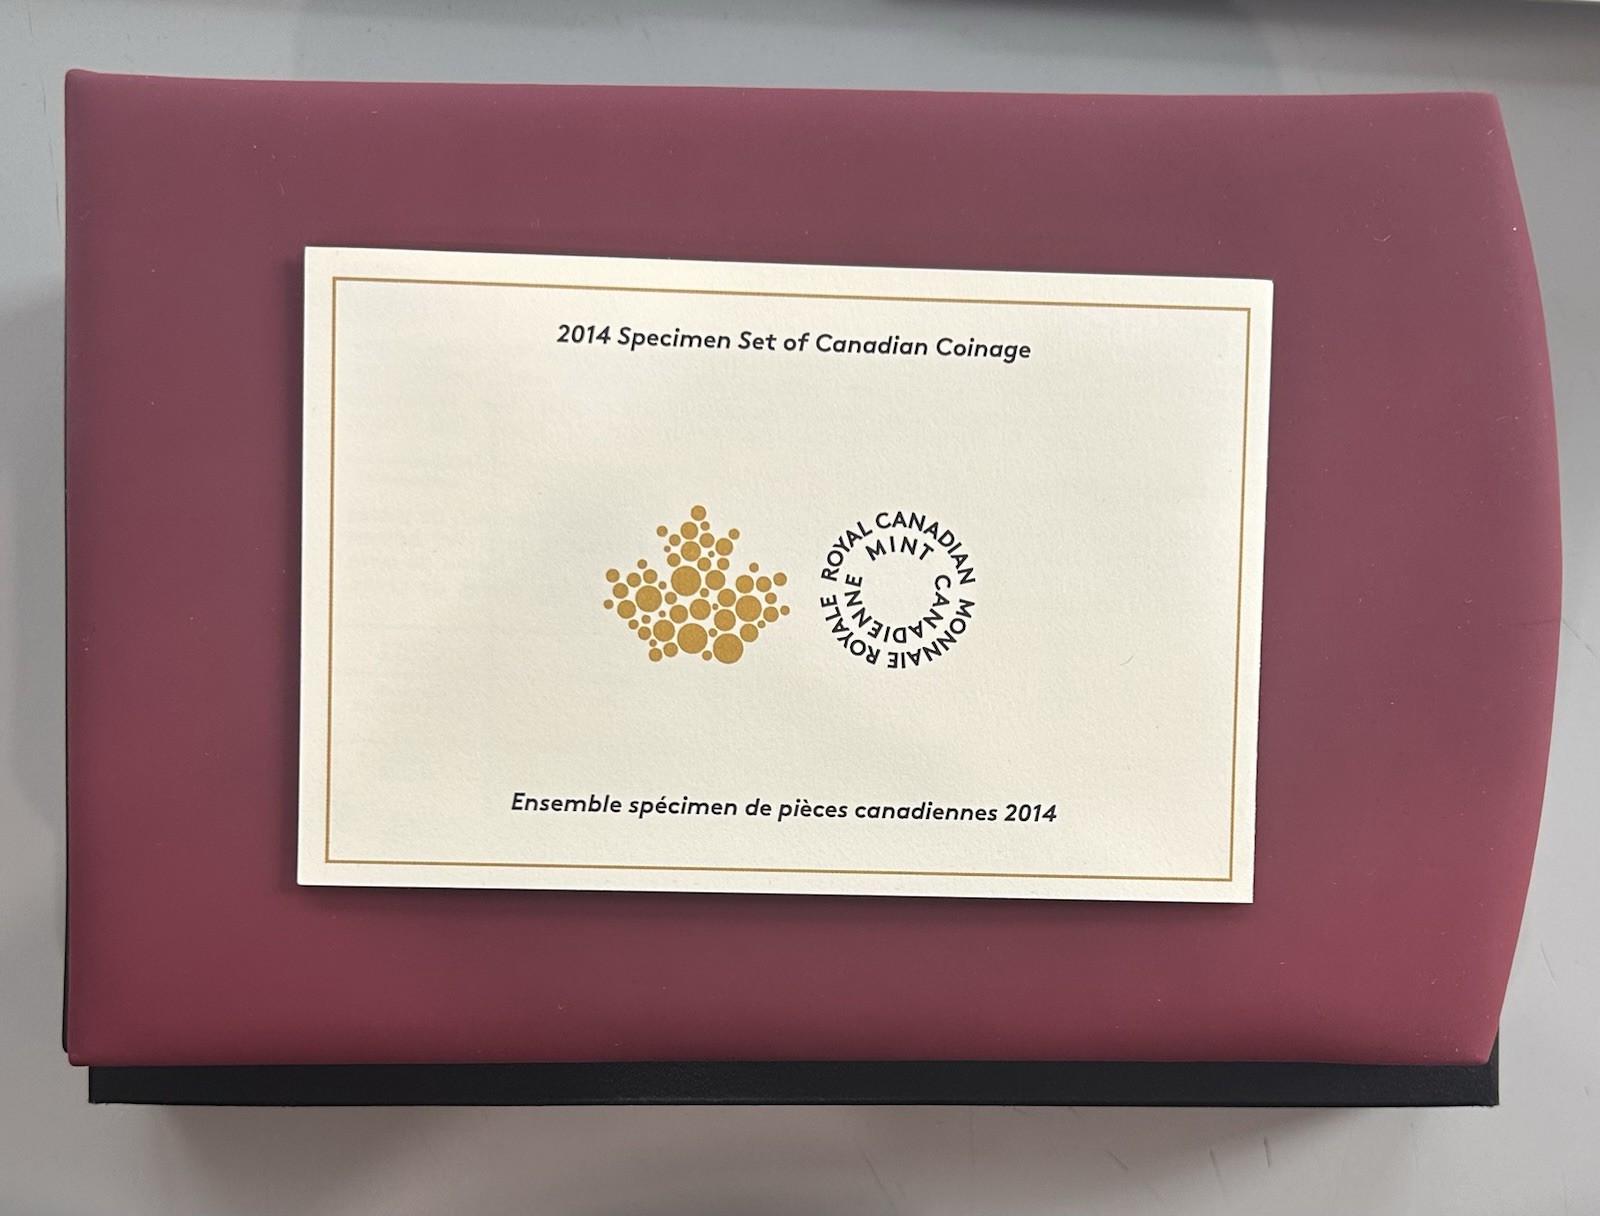 2014 Specimen Set of Canadian Coinage
ROYAL CANADIAN MINT
MONNAIE ROYALE CANADIENNE
Ensemble spécimen de pièces canadiennes 2014